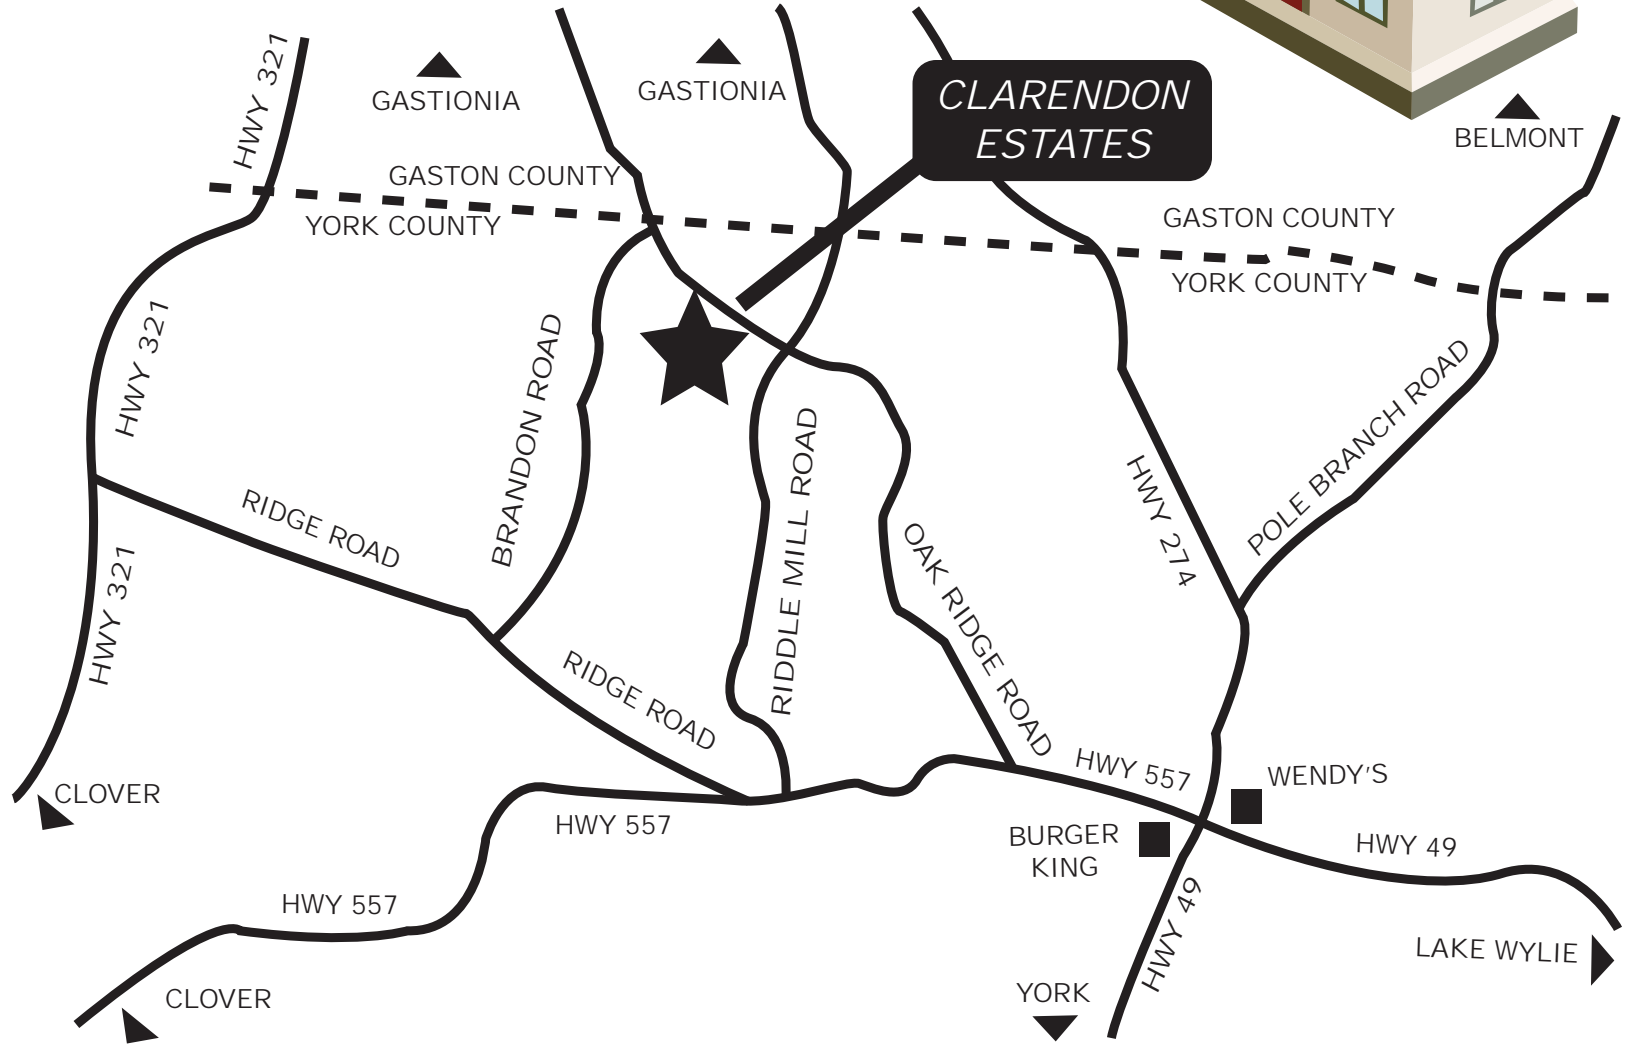 HWY 321
GASTIONIA
GASTIONIA
CLARENDON
ESTATES
BELMONT
GASTON COUNTY
YORK COUNTY
GASTON COUNTY
YORK COUNTY
HWY 321
BRANDON ROAD
RIDDLE MILL ROAD
POLE BRANCH ROAD
HWY 274
RIDGE ROAD
OAK RIDGE ROAD
HWY 321
RIDGE ROAD
HWY 557
WENDY'S
CLOVER
HWY 557
BURGER
KING
HWY 49
HWY 557
HWY 49
LAKE WYLIE
CLOVER
YORK